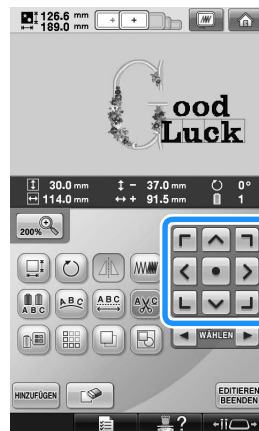 126.6 mm
189.0 mm
Good
Luck
30.0 mm - 37.0 mm 0°
114.0 mm + 91.5 mm 1
200%
ABC ABC ABC
WÄHLEN
HINZUFÜGEN
EDITIEREN
BEENDEN
?